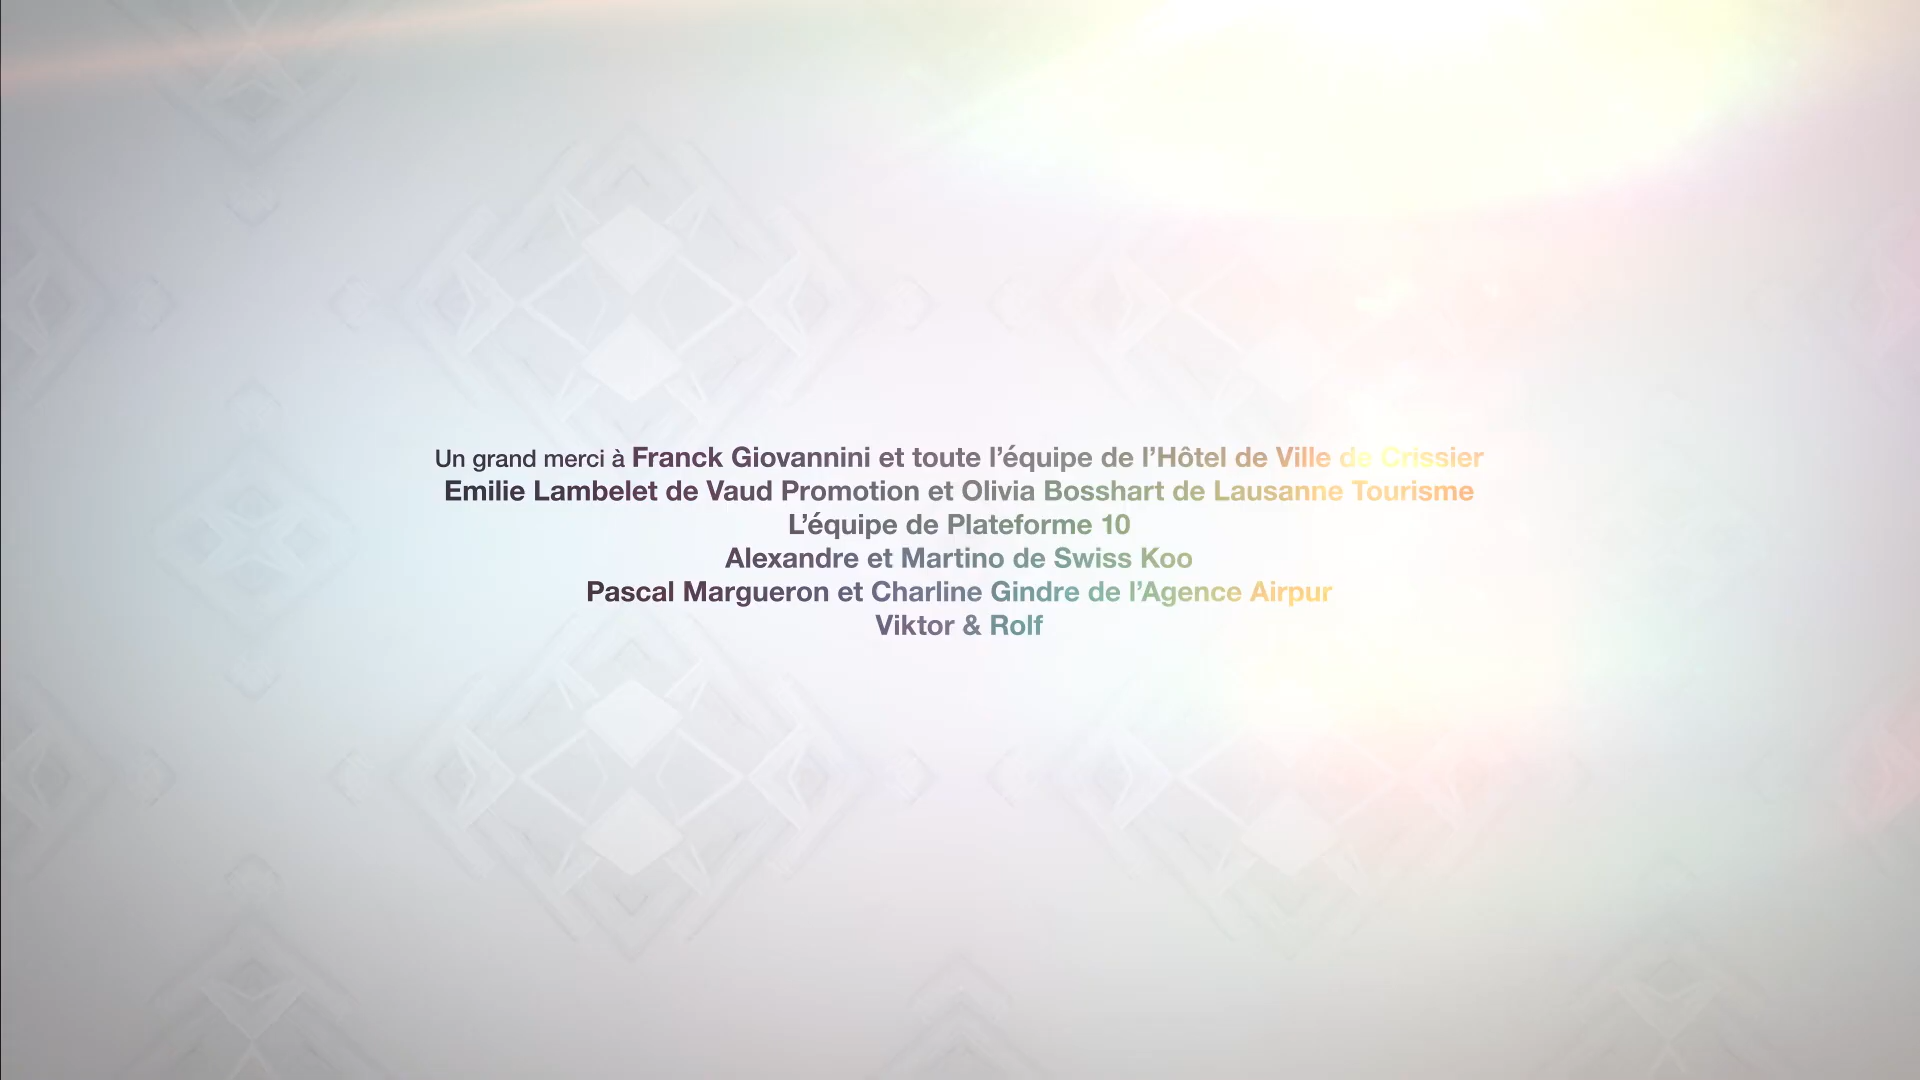 Un grand merci à Franck Giovannini et toute l’équipe de l’Hôtel de Ville de Crissier
Emilie Lambelet de Vaud Promotion et Olivia Bosshart de Lausanne Tourisme
L’équipe de Plateforme 10
Alexandre et Martino de Swiss Koo
Pascal Margueron et Charline Gindre de l’Agence Airpur
Viktor & Rolf